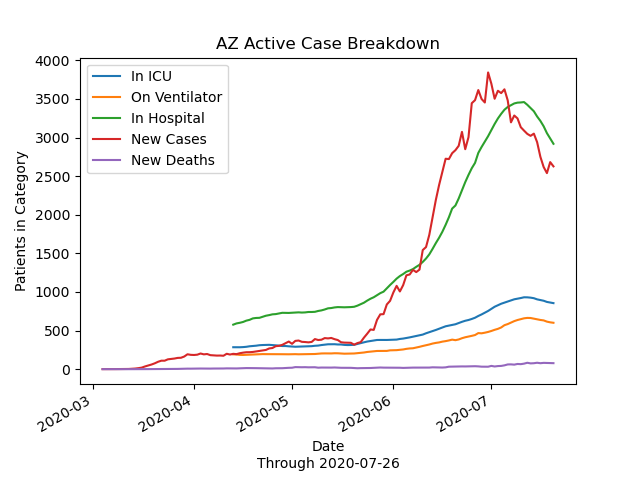 AZ Active Case Breakdown
In ICU
On Ventilator
In Hospital
New Cases
New Deaths
Patients in Category
4000
3500
3000
2500
2000
1500
1000
500
0
2020-03
2020-04
2020-05
2020-06
2020-07
Date
Through 2020-07-26